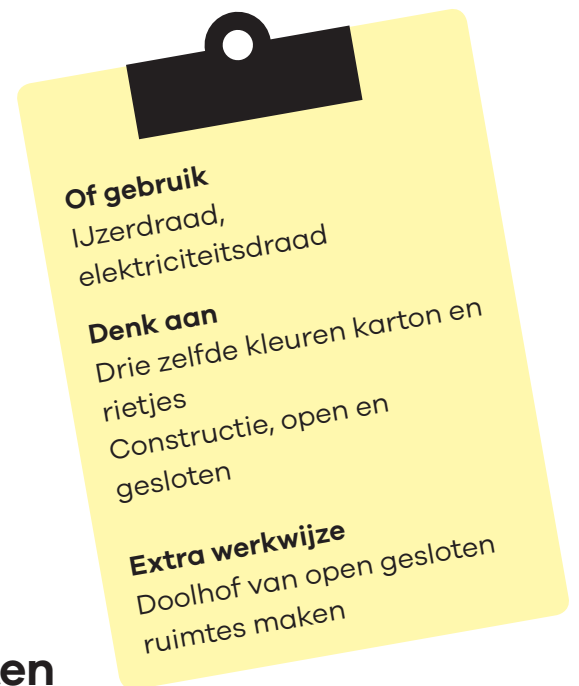 Of gebruik
IJzerdraad,
elektriciteitsdraad
Denk aan
Drie zelfde kleuren karton en
rietjes
Constructie, open en
gesloten
Extra werkwijze
Doolhof van open gesloten
ruimtes maken
en